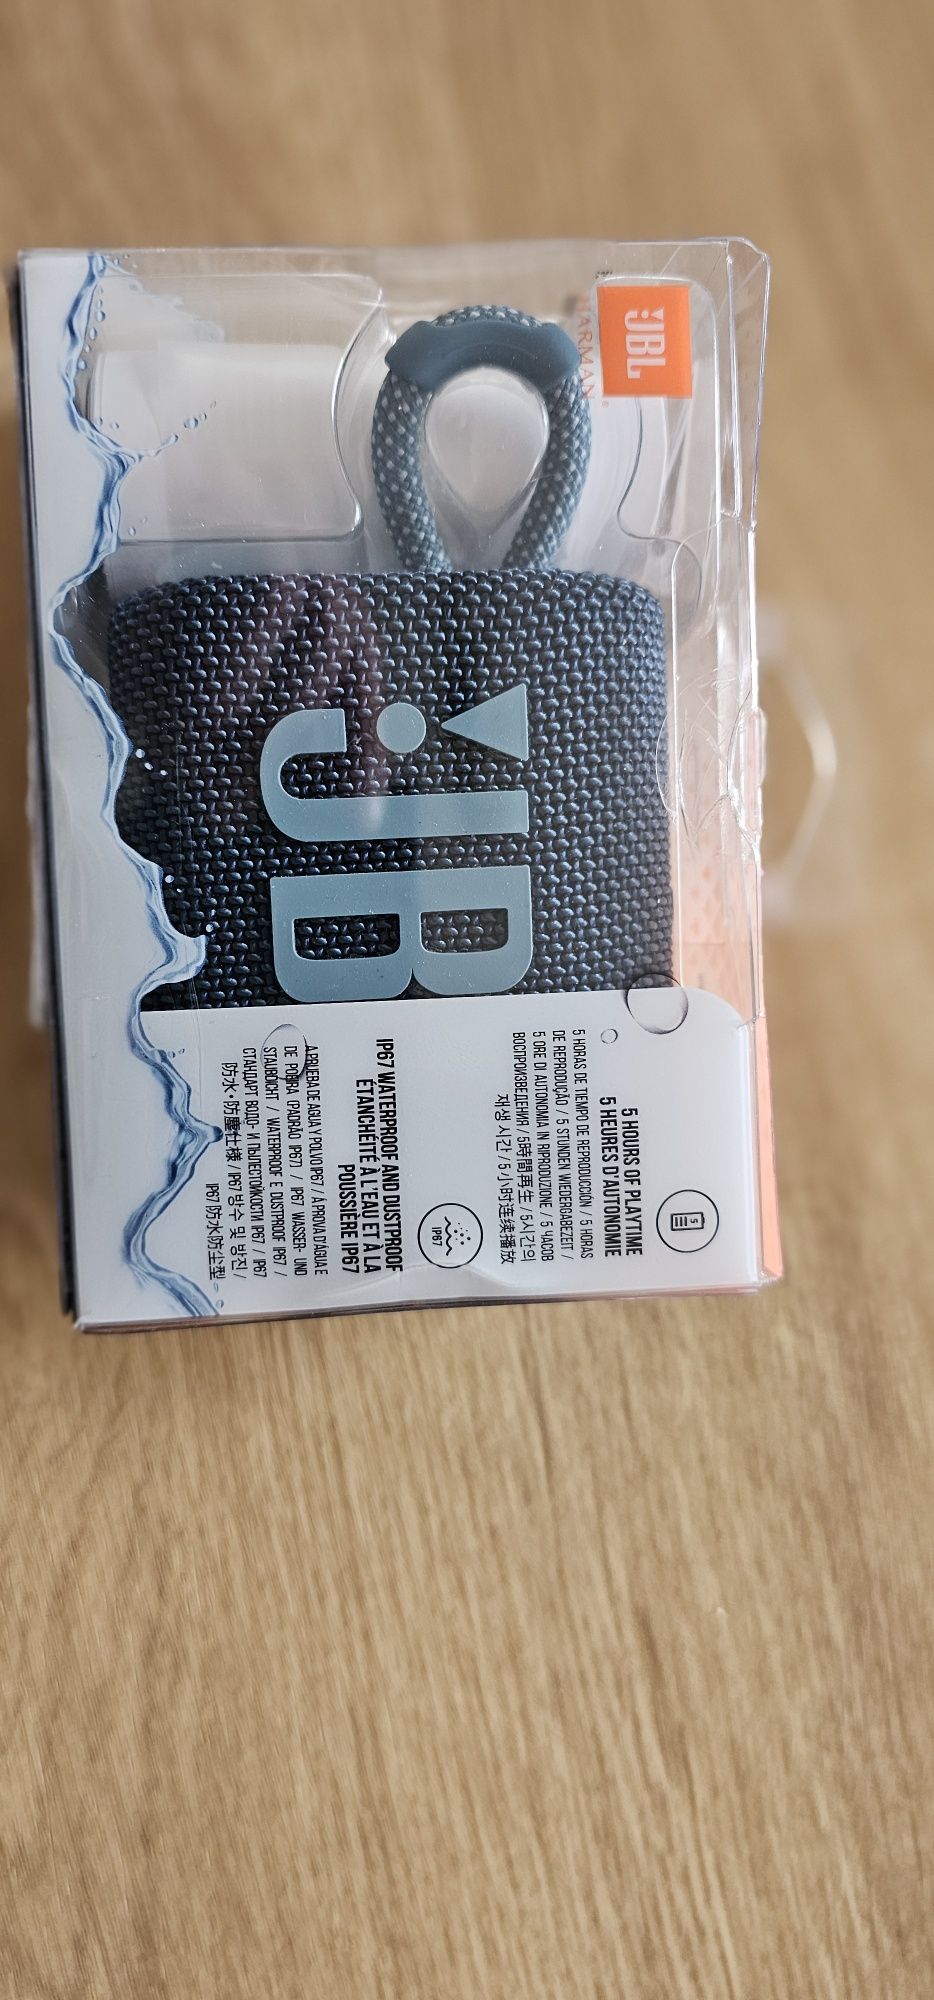 JBL
HARMAN
JB
5 HOURS OF PLAYTIME
5 HEURES D'AUTONOMIE
5 HORAS DE TIEMPO DE REPRODUCCIÓN / 5 HORAS
DE REPRODUÇÃO / 5 STUNDEN WIEDERGABEZEIT /
5 ORE DI AUTONOMIA IN RIPRODUZIONE / 5 ЧАСОВ
ВОСПРОИЗВЕДЕНИЯ / 5時間再生 / 5시간의
재생 시간 / 5小时连续播放
IP67
IP67 WATERPROOF AND DUSTPROOF
ÉTANCHÉITÉ À L'EAU ET À LA
POUSSIÈRE IP67
A PRUEBA DE AGUA Y POLVO IP67 / À PROVA D'ÁGUA E
DE POEIRA (PADRÃO IP67) / IP67 WASSER- UND
STAUBDICHT / WATERPROOF E DUSTPROOF IP67 /
СТАНДАРТ ВОДО- И ПЫЛЕСТОЙКОСТИ IP67 / IP67
防水・防塵仕様 / IP67 방수 및 방진 /
IP67 防水防尘型